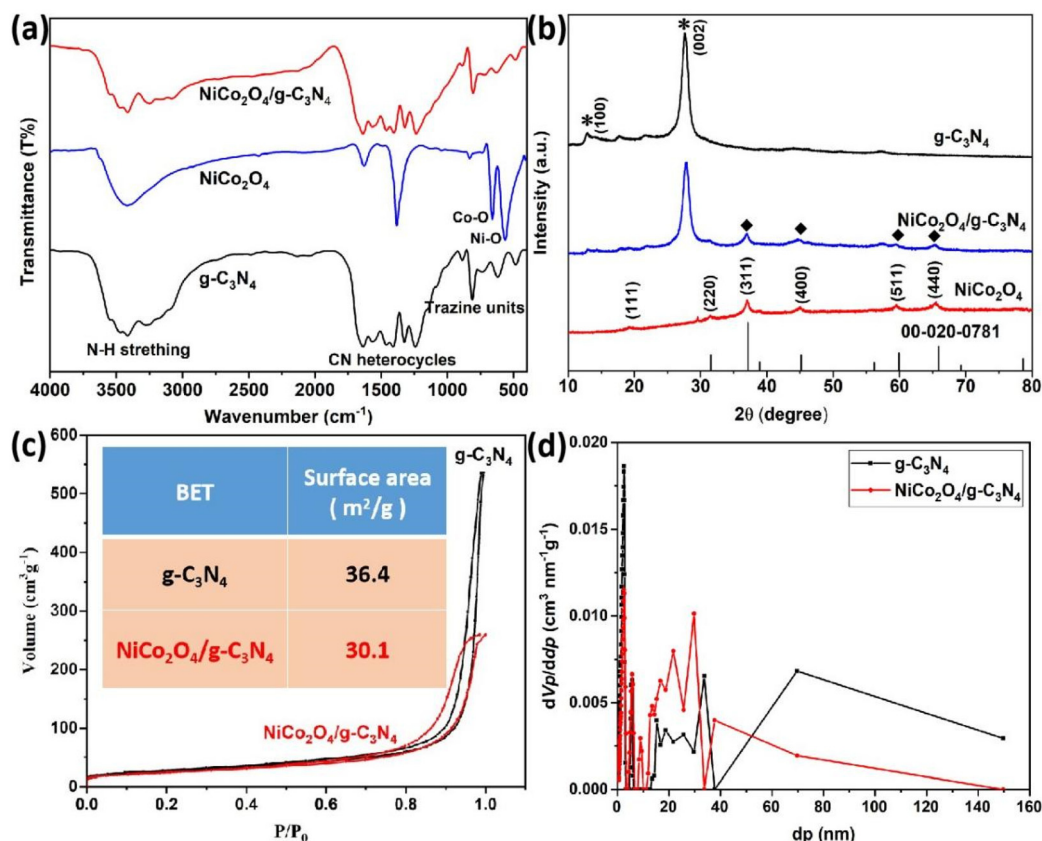 (a)
Transmittance (T%)
NiCo₂O₄/g-C₃N₄
NiCo₂O₄
Co-O
Ni-O
g-C₃N₄
Trazine units
N-H strething
CN heterocycles
4000 3500 3000 2500 2000 1500 1000 500
Wavenumber (cm⁻¹)
(b)
Intensity (a.u.)
* (002)
* (100)
g-C₃N₄
NiCo₂O₄/g-C₃N₄
(111) (220) (311) (400) (511) (440)
NiCo₂O₄
00-020-0781
10 20 30 40 50 60 70 80
2θ (degree)
(c)
Volume (cm³g⁻¹)
600
500
400
300
200
100
0
g-C₃N₄
BET Surface area
( m²/g )
g-C₃N₄ 36.4
NiCo₂O₄/g-C₃N₄ 30.1
NiCo₂O₄/g-C₃N₄
0.0 0.2 0.4 0.6 0.8 1.0
P/P₀
(d)
dVp/ddp (cm³ nm⁻¹g⁻¹)
0.020
0.015
0.010
0.005
0.000
g-C₃N₄
NiCo₂O₄/g-C₃N₄
0 20 40 60 80 100 120 140 160
dp (nm)